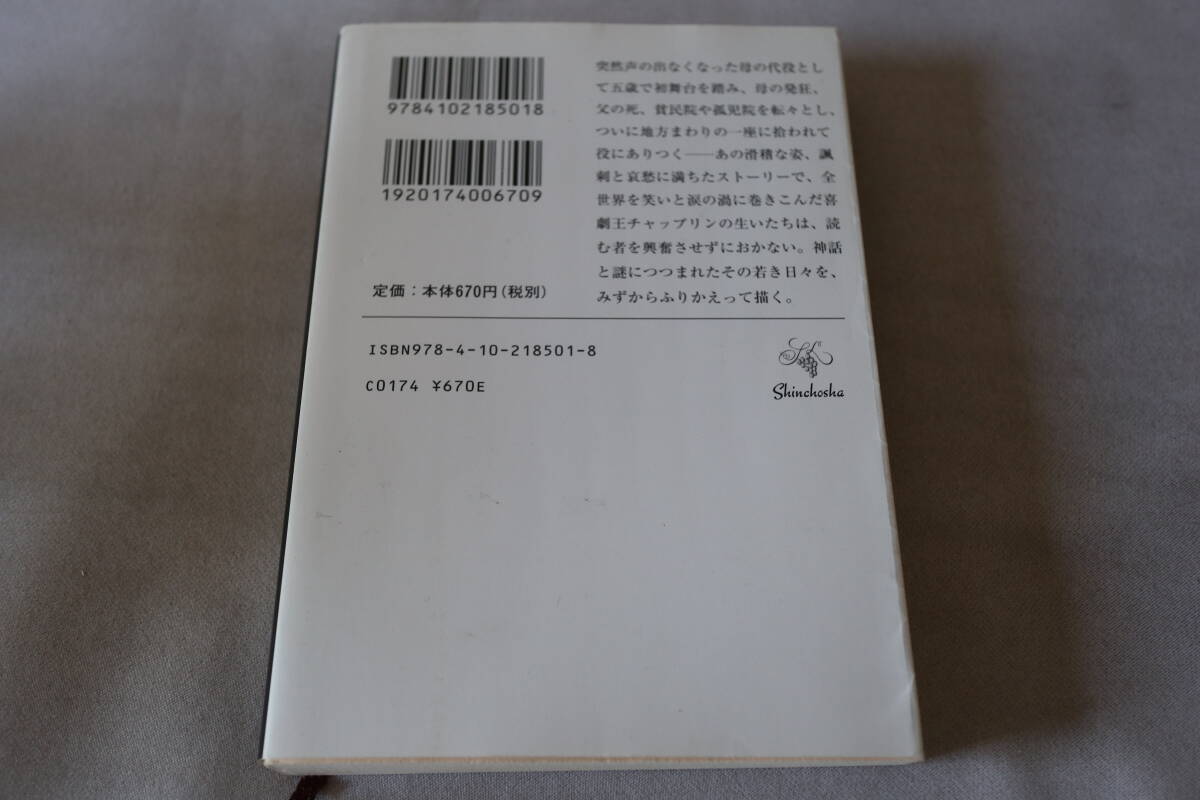 9784102185018
1920174006709
定価:本体670円(税別)
突然声の出なくなった母の代役とし
て五歳で初舞台を踏み、母の発狂、
父の死、貧民院や孤児院を転々とし、
ついに地方まわりの一座に拾われて
役にありつく――あの滑稽な姿、諷
刺と哀愁に満ちたストーリーで、全
世界を笑いと涙の渦に巻きこんだ喜
劇王チャップリンの生いたちは、読
む者を興奮させずにおかない。神話
と謎につつまれたその若き日々を、
みずからふりかえって描く。
ISBN978-4-10-218501-8
C0174 ¥670E
Shinchosha